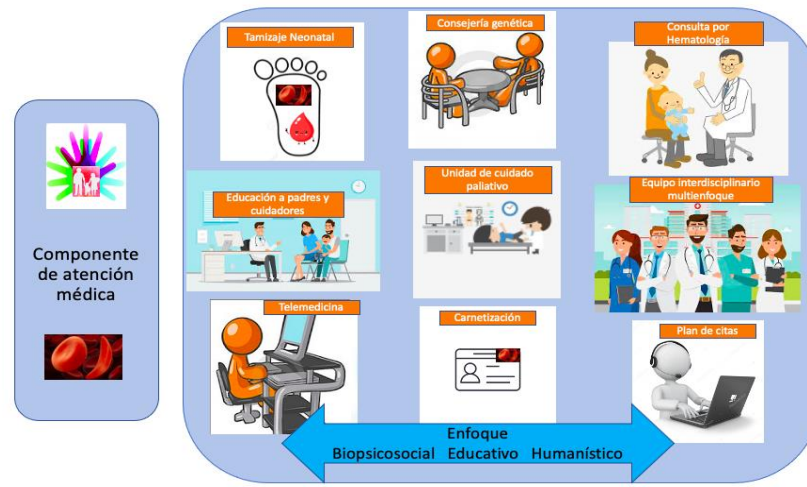 Componente
de atención
médica
Tamizaje Neonatal
Consejería genética
Consulta por
Hematología
Educación a padres y
cuidadores
Unidad de cuidado
paliativo
Equipo interdisciplinario
multienfoque
Telemedicina
Carnetización
Plan de citas
Enfoque
Biopsicosocial Educativo Humanístico